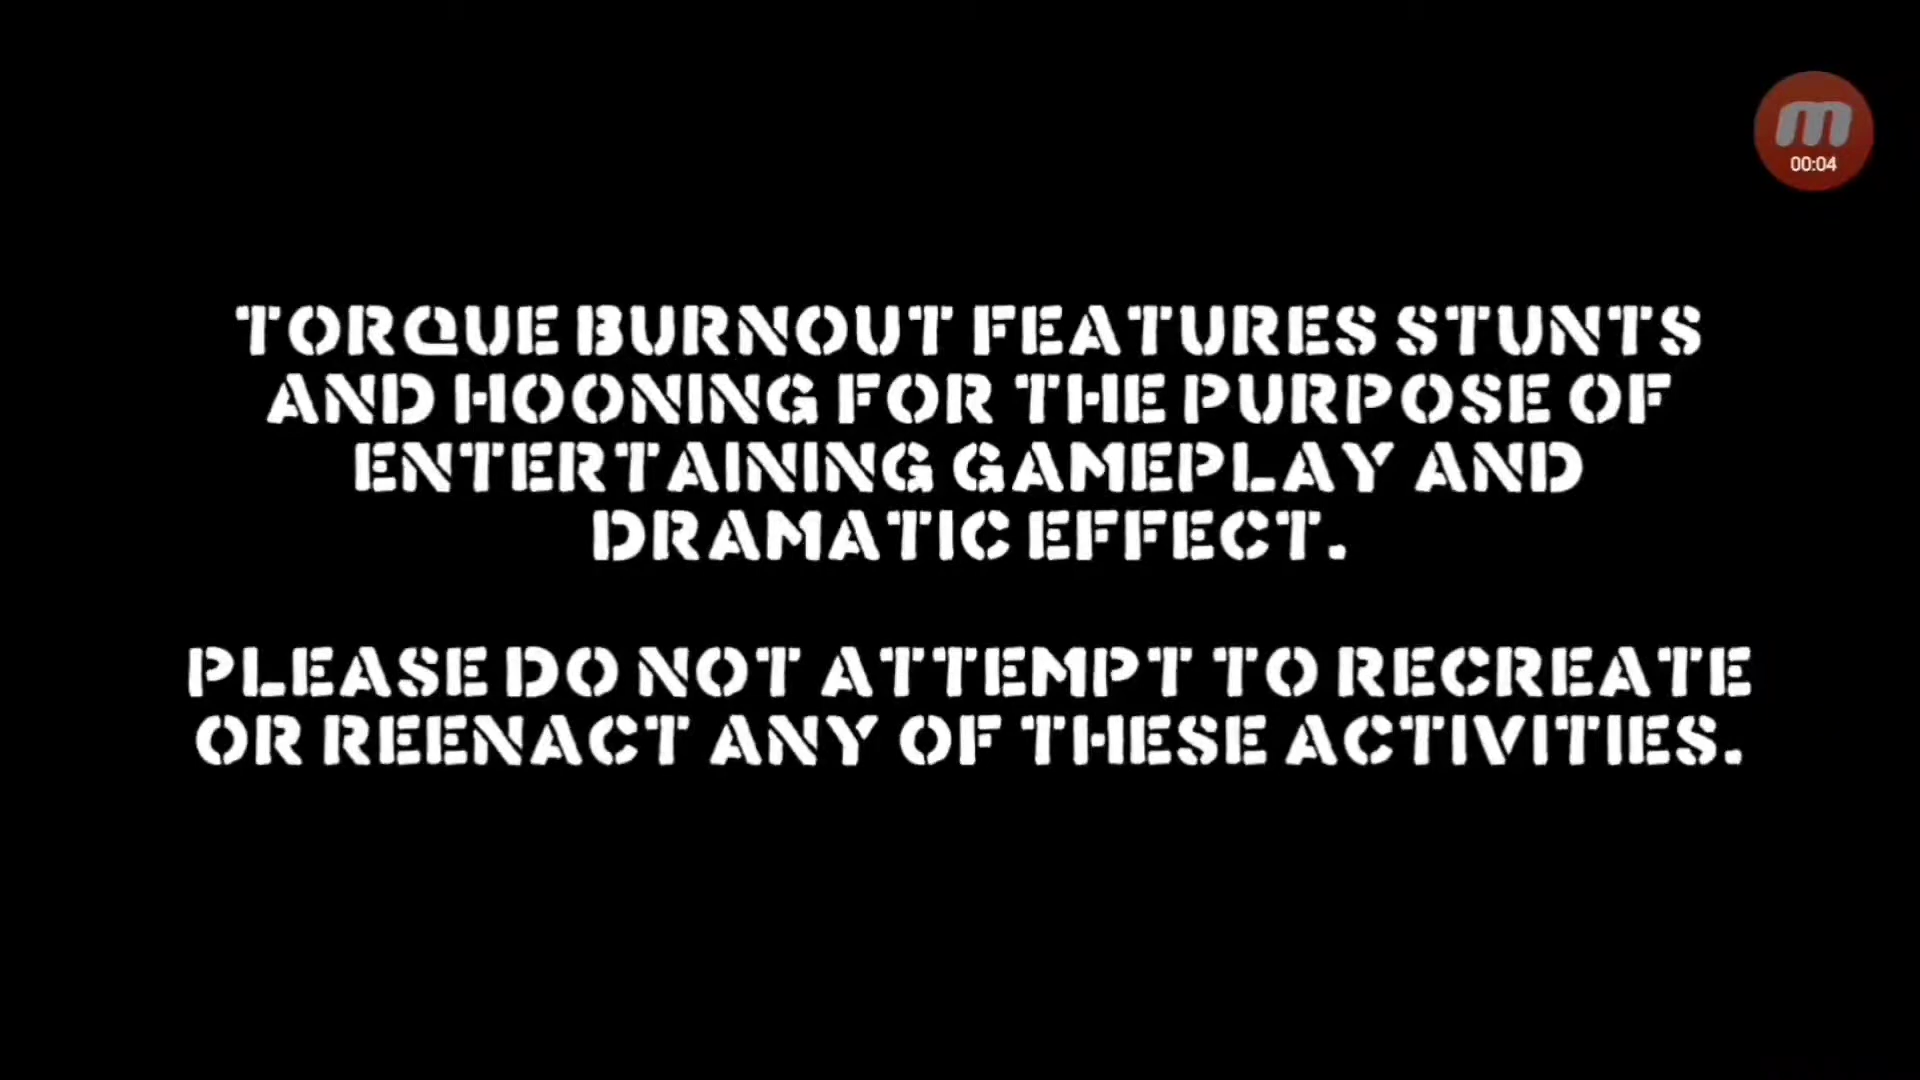 m
00:04
TORQUE BURNOUT FEATURES STUNTS
AND HOONING FOR THE PURPOSE OF
ENTERTAINING GAMEPLAY AND
DRAMATIC EFFECT.
PLEASE DO NOT ATTEMPT TO RECREATE
OR REENACT ANY OF THESE ACTIVITIES.